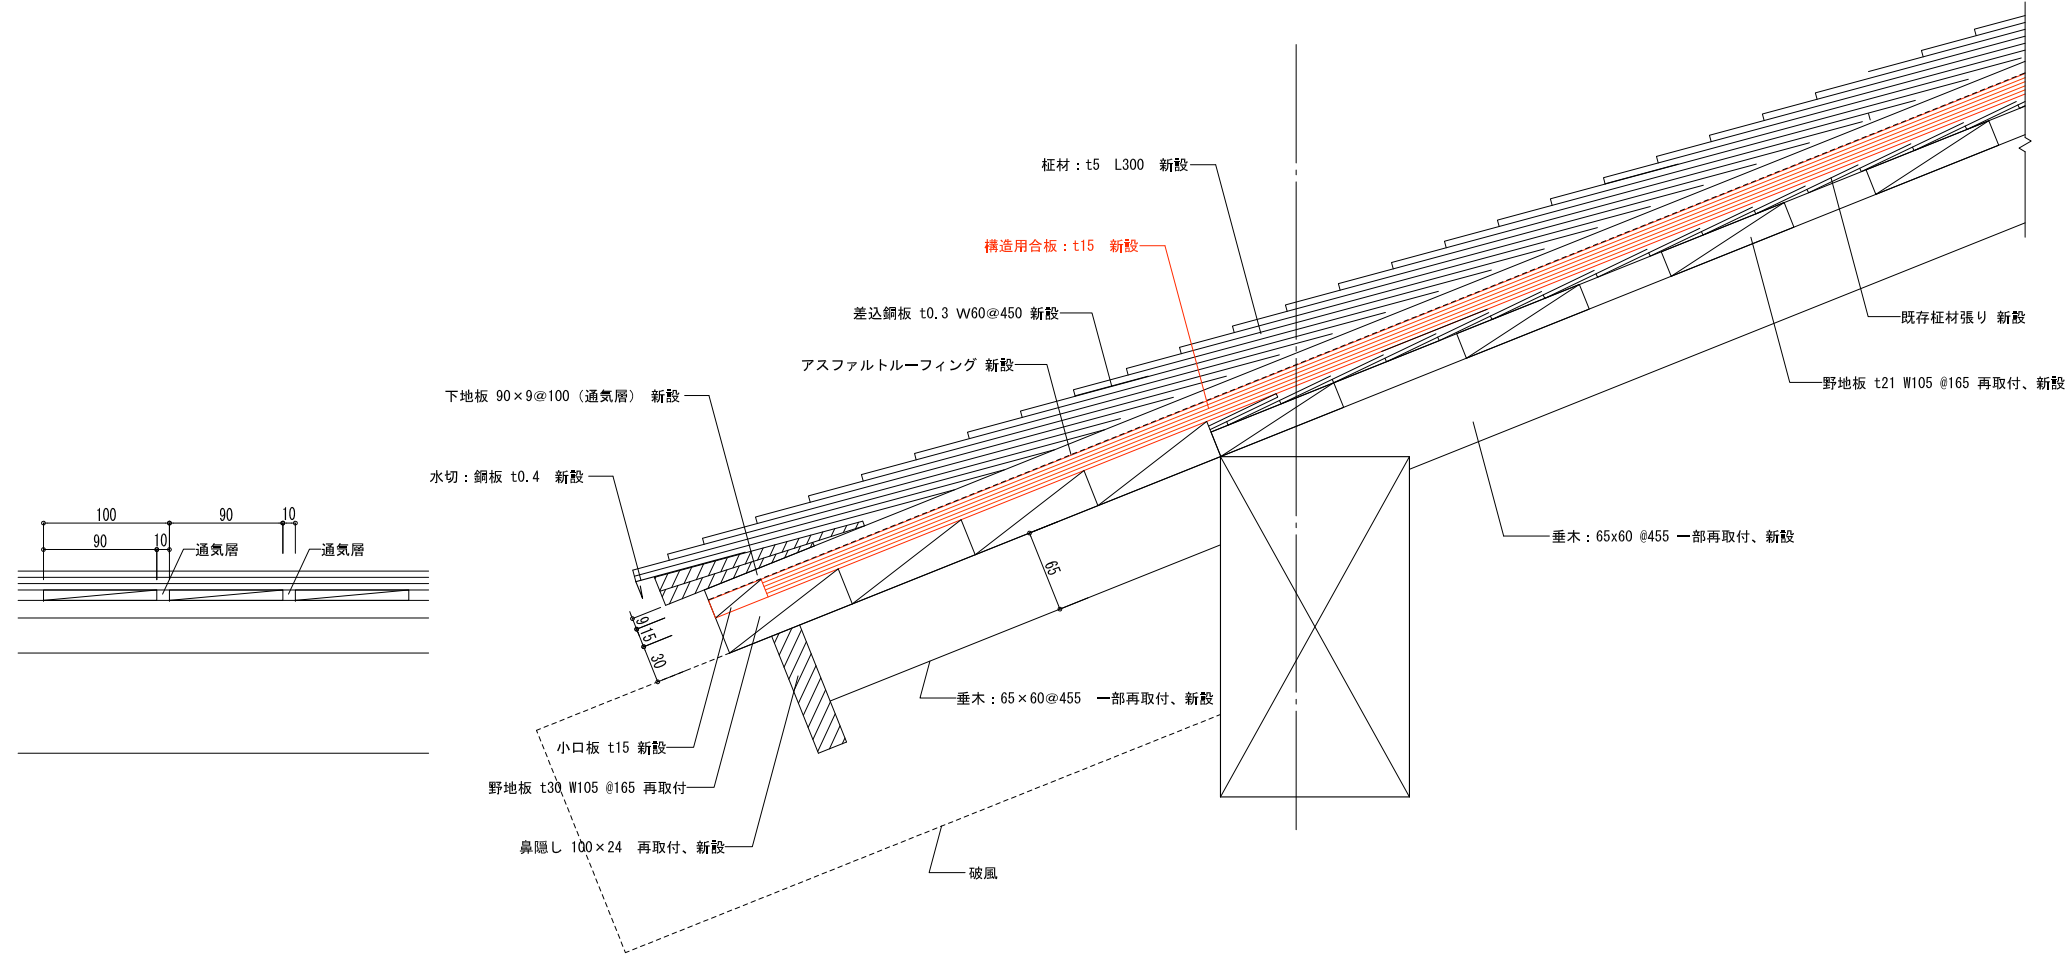 柾材：t5 L300 新設
構造用合板：t15 新設
差込銅板 t0.3 W60@450 新設
アスファルトルーフィング 新設
下地板 90×9@100（通気層） 新設
水切：銅板 t0.4 新設
既存柾材張り 新設
野地板 t21 W105 @165 再取付、新設
垂木：65x60 @455 一部再取付、新設
100
90
10
90
10
通気層
通気層
65
9
15
30
垂木：65×60@455 一部再取付、新設
小口板 t15 新設
野地板 t30 W105 @165 再取付
鼻隠し 100×24 再取付、新設
破風